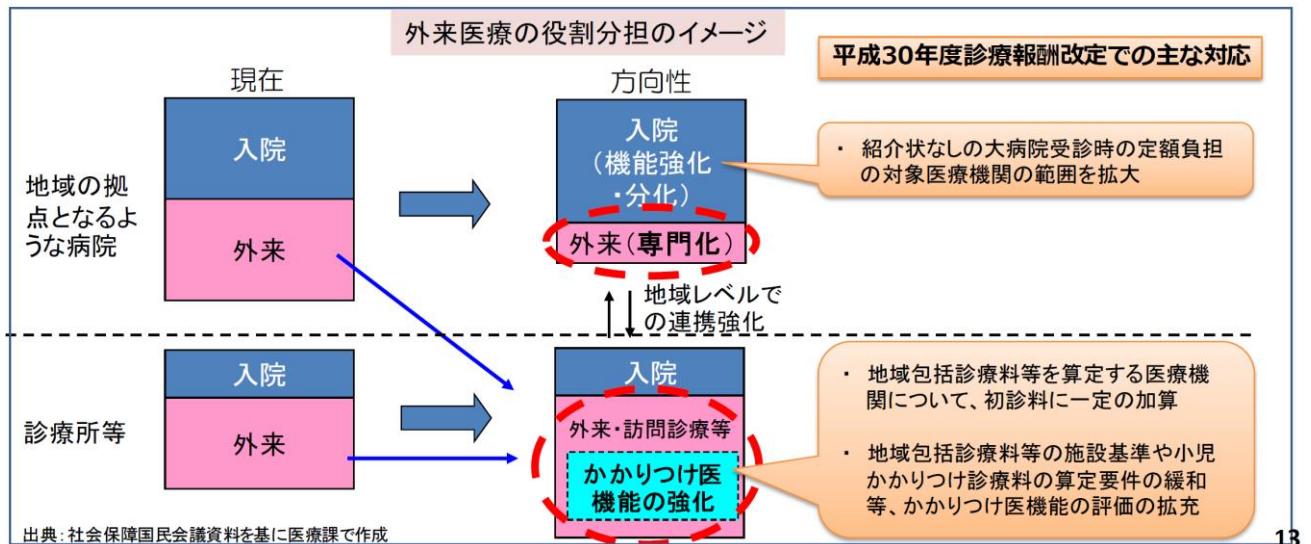 外来医療の役割分担のイメージ
平成30年度診療報酬改定での主な対応
現在
方向性
地域の拠
点となるよ
うな病院
入院
外来
入院
（機能強化
・分化）
外来（専門化）
・ 紹介状なしの大病院受診時の定額負担
の対象医療機関の範囲を拡大
地域レベルで
の連携強化
診療所等
入院
外来
入院
外来・訪問診療等
かかりつけ医
機能の強化
・ 地域包括診療料等を算定する医療機
関について、初診料に一定の加算
・ 地域包括診療料等の施設基準や小児
かかりつけ診療料の算定要件の緩和
等、かかりつけ医機能の評価の拡充
出典：社会保障国民会議資料を基に医療課で作成
13